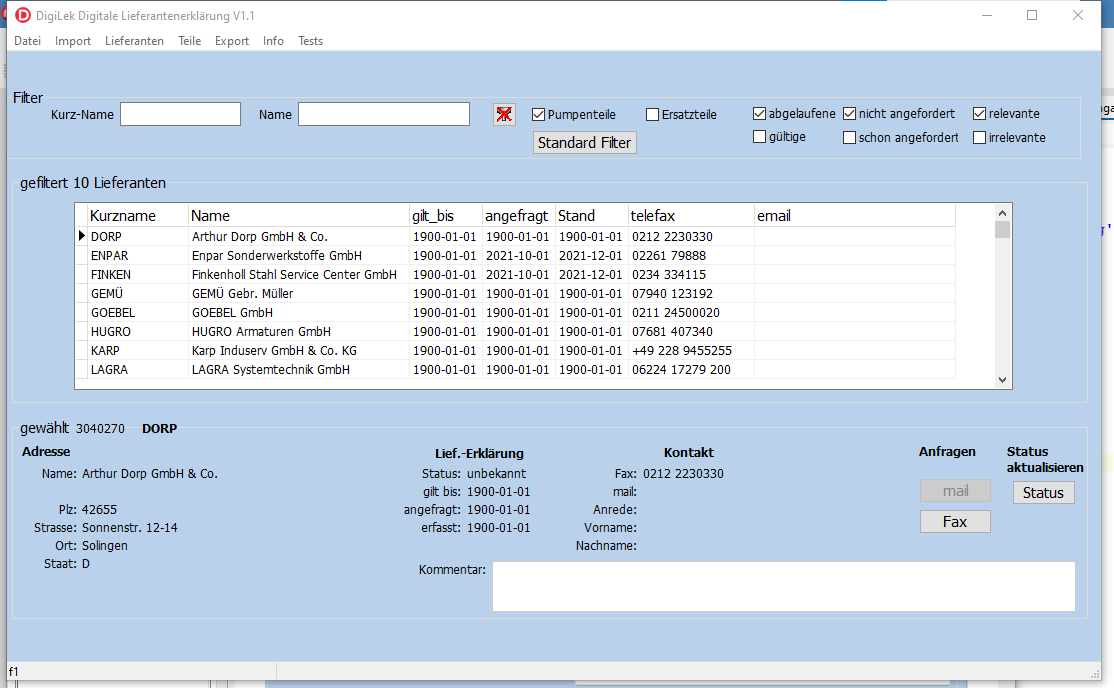 DigiLek Digitale Lieferantenerklärung V1.1
Datei Import Lieferanten Teile Export Info Tests
Filter
Kurz-Name Name Pumpenteile Ersatzteile abgelaufene nicht angefordert relevante
Standard Filter gültige schon angefordert irrelevante
gefiltert 10 Lieferanten
Kurzname Name gilt_bis angefragt Stand telefax email
DORP Arthur Dorp GmbH & Co. 1900-01-01 1900-01-01 1900-01-01 0212 2230330
ENPAR Enpar Sonderwerkstoffe GmbH 1900-01-01 2021-10-01 2021-12-01 02261 79888
FINKEN Finkenholl Stahl Service Center GmbH 1900-01-01 2021-10-01 2021-12-01 0234 334115
GEMÜ GEMÜ Gebr. Müller 1900-01-01 1900-01-01 1900-01-01 07940 123192
GOEBEL GOEBEL GmbH 1900-01-01 1900-01-01 1900-01-01 0211 24500020
HUGRO HUGRO Armaturen GmbH 1900-01-01 1900-01-01 1900-01-01 07681 407340
KARP Karp Induserv GmbH & Co. KG 1900-01-01 1900-01-01 1900-01-01 +49 228 9455255
LAGRA LAGRA Systemtechnik GmbH 1900-01-01 1900-01-01 1900-01-01 06224 17279 200
gewählt 3040270 DORP
Adresse Lief.-Erklärung Kontakt Anfragen Status aktualisieren
Name: Arthur Dorp GmbH & Co. Status: unbekannt Fax: 0212 2230330
gilt bis: 1900-01-01 mail: mail Status
Plz: 42655 angefragt: 1900-01-01 Anrede:
Strasse: Sonnenstr. 12-14 erfasst: 1900-01-01 Vorname: Fax
Ort: Solingen Nachname:
Staat: D
Kommentar:
f1